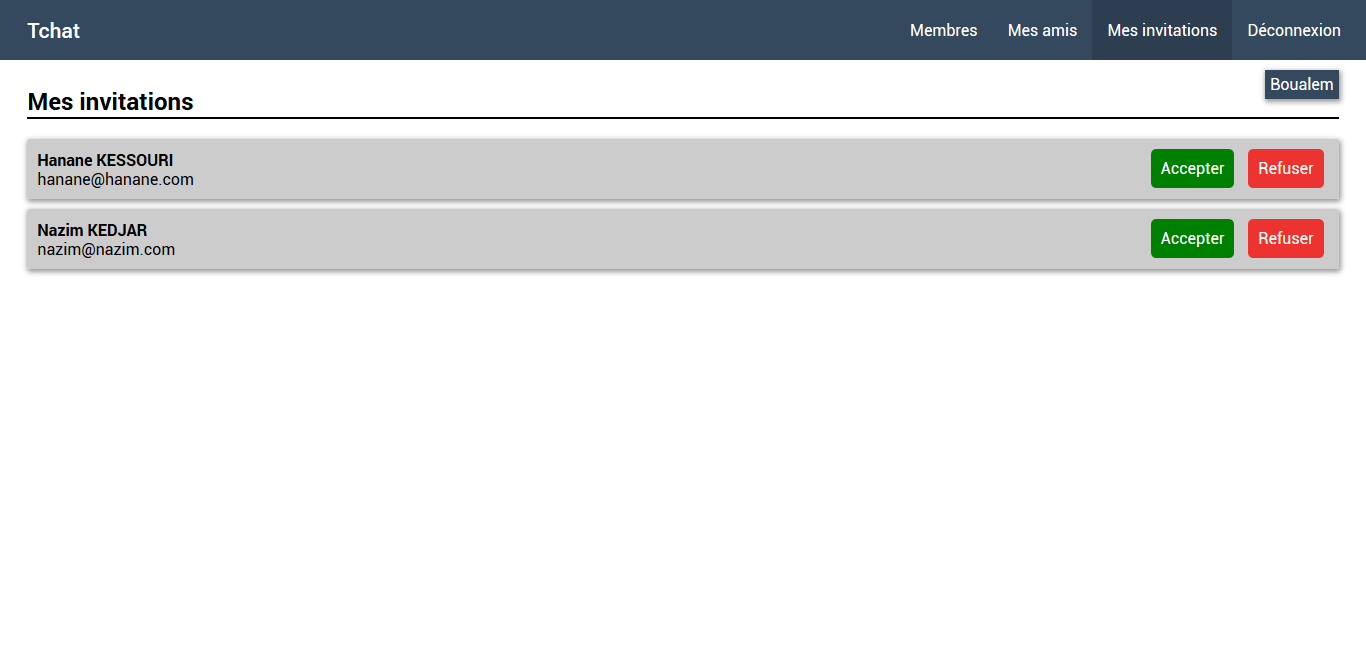 Tchat
Membres Mes amis Mes invitations Déconnexion
Boualem
Mes invitations
Hanane KESSOURI
hanane@hanane.com
Accepter Refuser
Nazim KEDJAR
nazim@nazim.com
Accepter Refuser